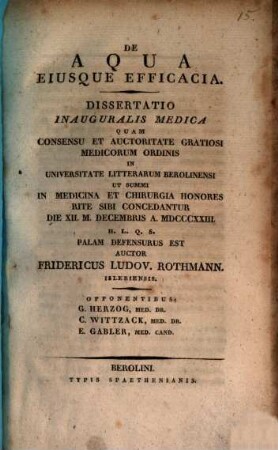 15.
DE
AQUA
EIUSQUE EFFICACIA.
DISSERTATIO
INAUGURALIS MEDICA
QUAM
CONSENSU ET AUCTORITATE GRATIOSI
MEDICORUM ORDINIS
IN
UNIVERSITATE LITTERARUM BEROLINENSI
UT SUMMI
IN MEDICINA ET CHIRURGIA HONORES
RITE SIBI CONCEDANTUR
DIE XII. M. DECEMBRIS A. MDCCCXXIII.
H. L. Q. S.
PALAM DEFENSURUS EST
AUCTOR
FRIDERICUS LUDOV. ROTHMANN.
ISLEBIENSIS.
OPPONENTIBUS:
G. HERZOG, MED. DR.
C. WITTZACK, MED. DR.
E. GABLER, MED. CAND.
BEROLINI.
TYPIS SPAETHENIANIS.